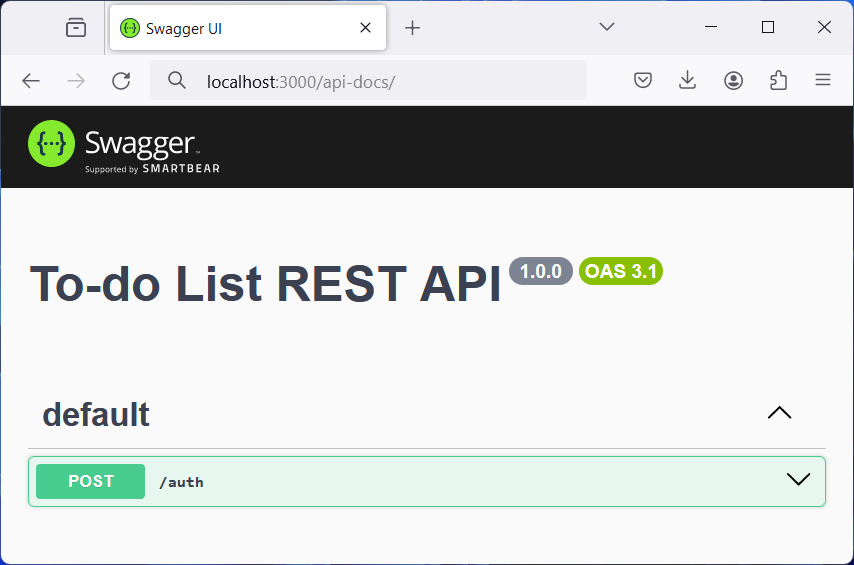 Swagger UI
localhost:3000/api-docs/
Swagger™
Supported by SMARTBEAR
To-do List REST API 1.0.0 OAS 3.1
default
POST /auth